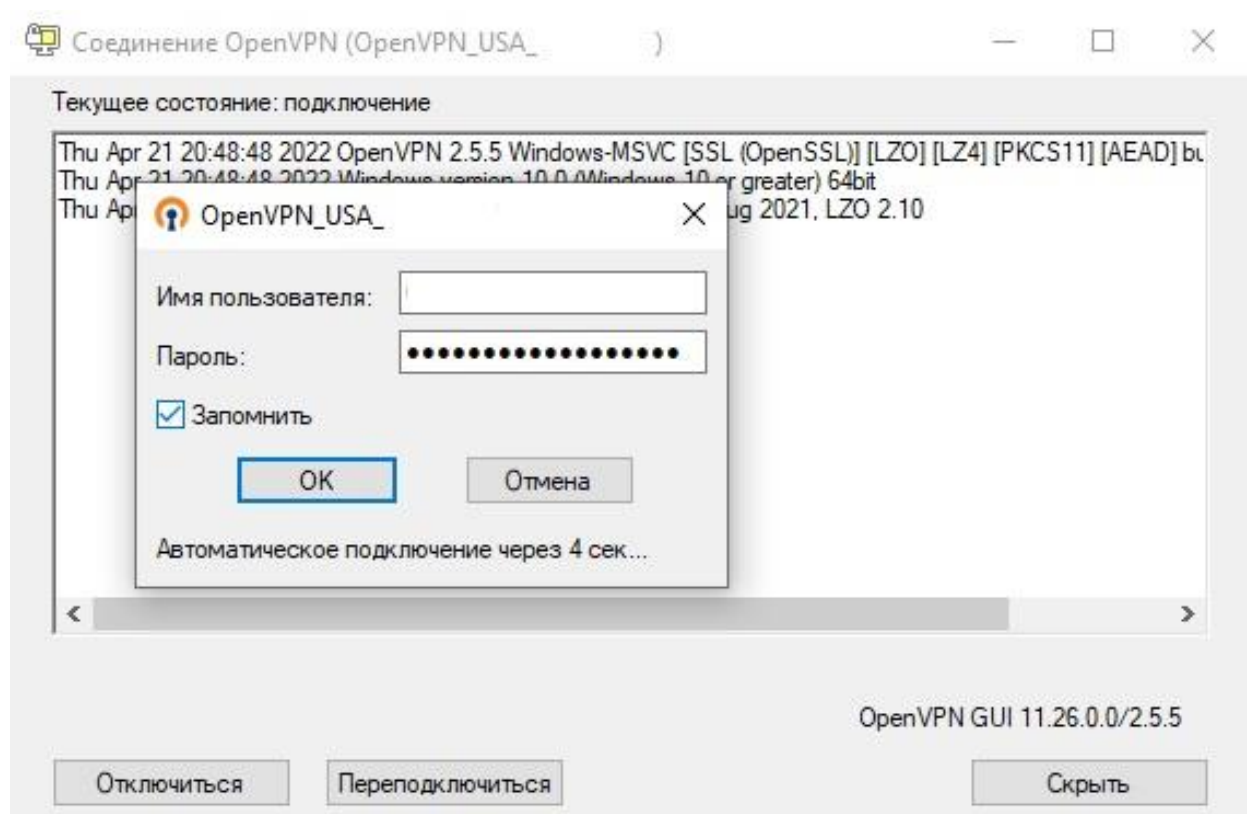 Соединение OpenVPN (OpenVPN_USA_ )
Текущее состояние: подключение
Thu Apr 21 20:48:48 2022 OpenVPN 2.5.5 Windows-MSVC [SSL (OpenSSL)] [LZO] [LZ4] [PKCS11] [AEAD] bu
Thu Apr 21 20:48:48 2022 Windows version 10.0 (Windows 10 or greater) 64bit
Thu Ap ug 2021, LZO 2.10
OpenVPN_USA_
Имя пользователя:
Пароль: ••••••••••••••••••
Запомнить
OK Отмена
Автоматическое подключение через 4 сек...
OpenVPN GUI 11.26.0.0/2.5.5
Отключиться Переподключиться Скрыть